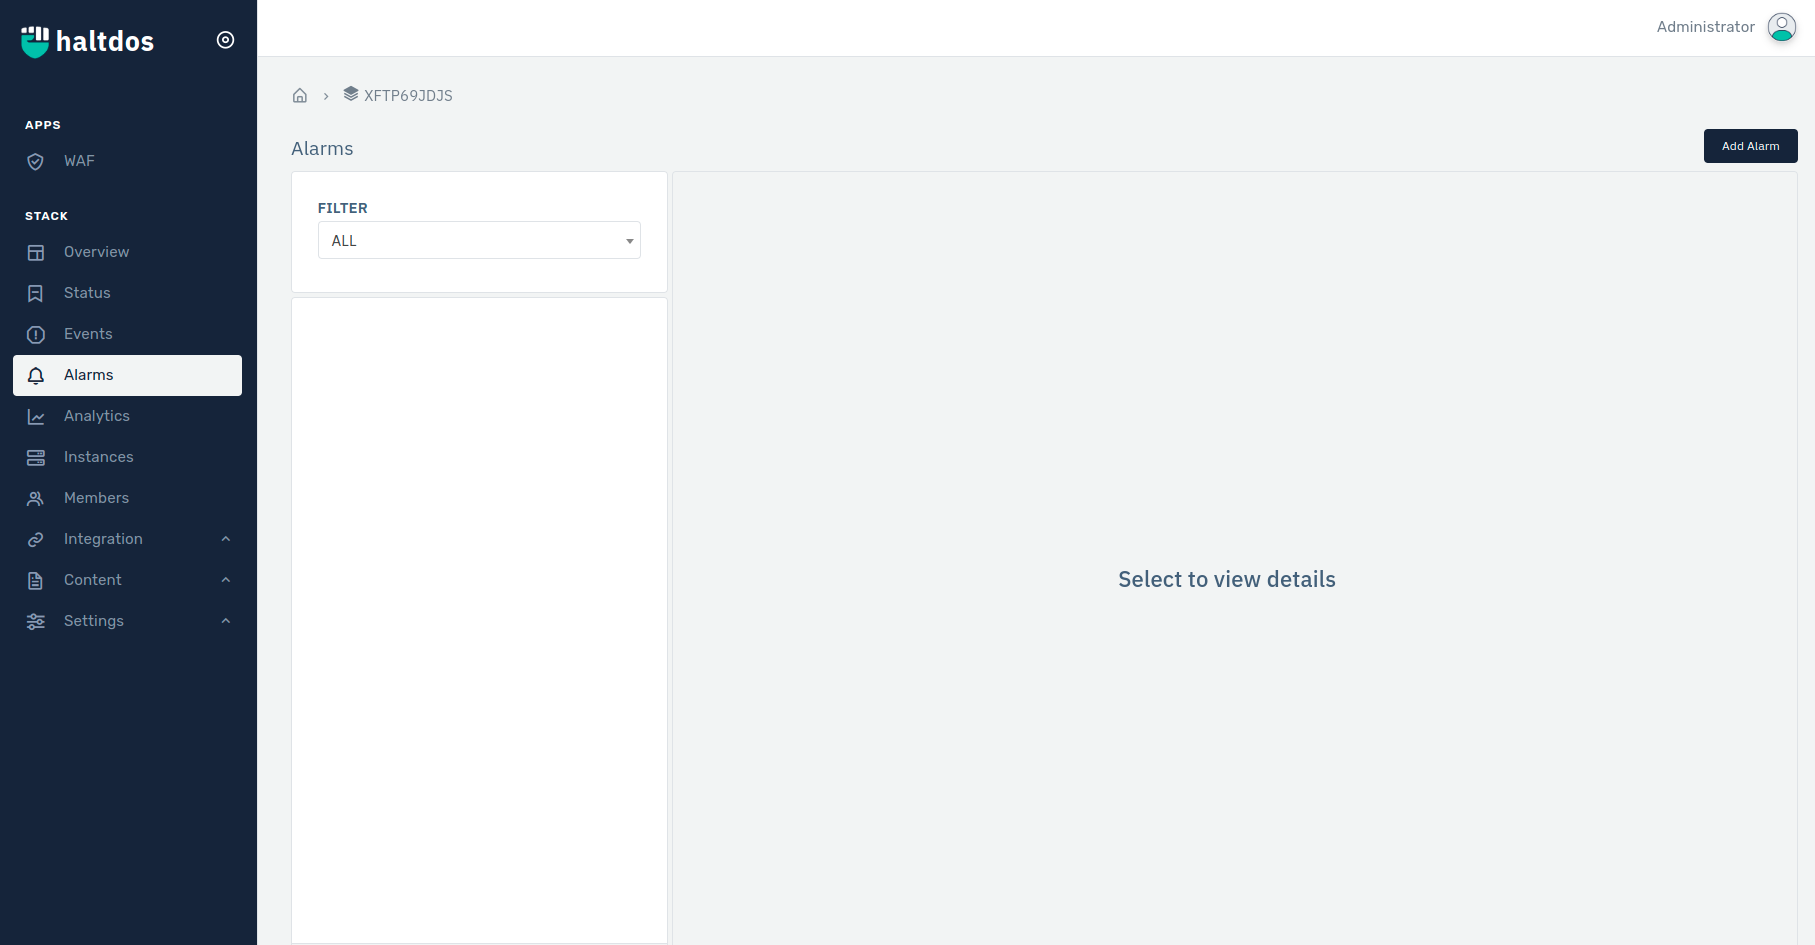 haltdos
Administrator
XFTP69JDJS
APPS
WAF
STACK
Overview
Status
Events
Alarms
Analytics
Instances
Members
Integration
Content
Settings
Alarms
Add Alarm
FILTER
ALL
Select to view details